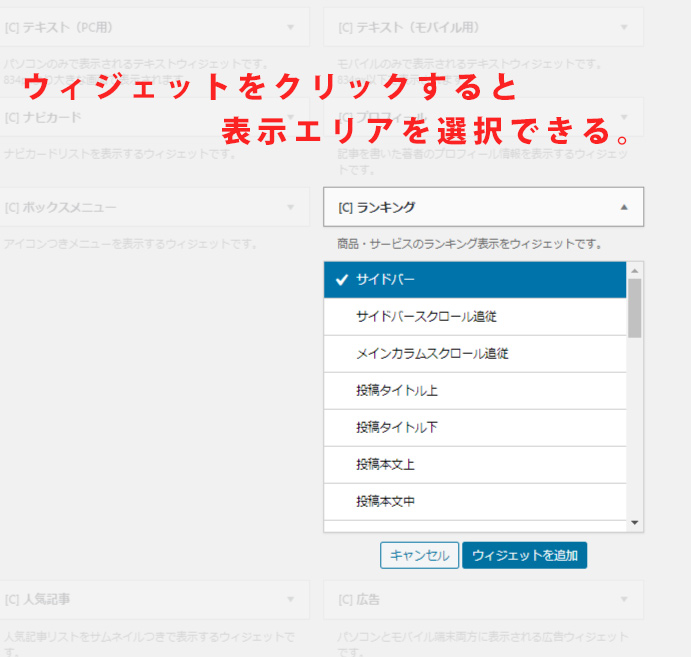 [C] テキスト（PC用）
[C] テキスト（モバイル用）
パソコンのみで表示されるテキストウィジェットです。
モバイルのみで表示されるテキストウィジェットです。
ウィジェットをクリックすると
[C] ナビカード
[C] プロフィール
表示エリアを選択できる。
ナビカードリストを表示するウィジェットです。
記事を書いた著者のプロフィール情報を表示するウィジェッ
トです。
[C] ボックスメニュー
[C] ランキング
アイコンつきメニューを表示するウィジェットです。
商品・サービスのランキング表示をウィジェットです。
サイドバー
サイドバースクロール追従
メインカラムスクロール追従
投稿タイトル上
投稿タイトル下
投稿本文上
投稿本文中
キャンセル
ウィジェットを追加
[C] 人気記事
[C] 広告
人気記事リストをサムネイルつきで表示するウィジェットで
す。
パソコンとモバイル端末両方に表示される広告ウィジェット
です。